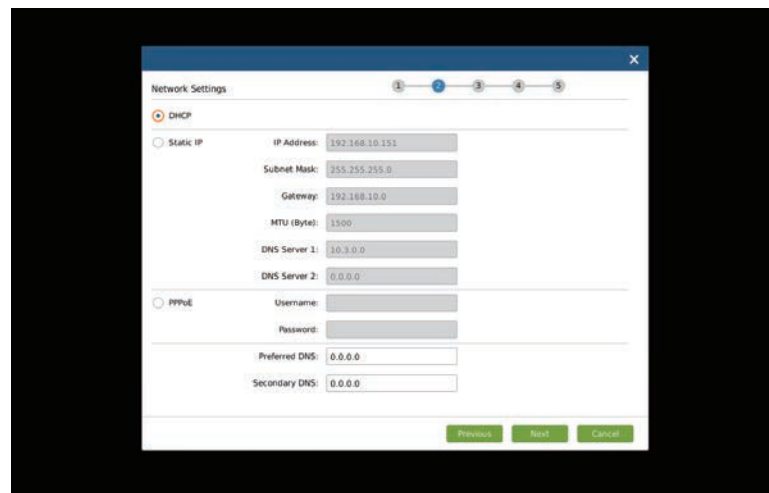 X
Network Settings 1 2 3 4 5
DHCP
Static IP IP Address: 192.168.10.151
Subnet Mask: 255.255.255.0
Gateway: 192.168.10.0
MTU (Byte): 1500
DNS Server 1: 10.3.0.0
DNS Server 2: 0.0.0.0
PPPoE Username:
Password:
Preferred DNS: 0.0.0.0
Secondary DNS: 0.0.0.0
Previous Next Cancel